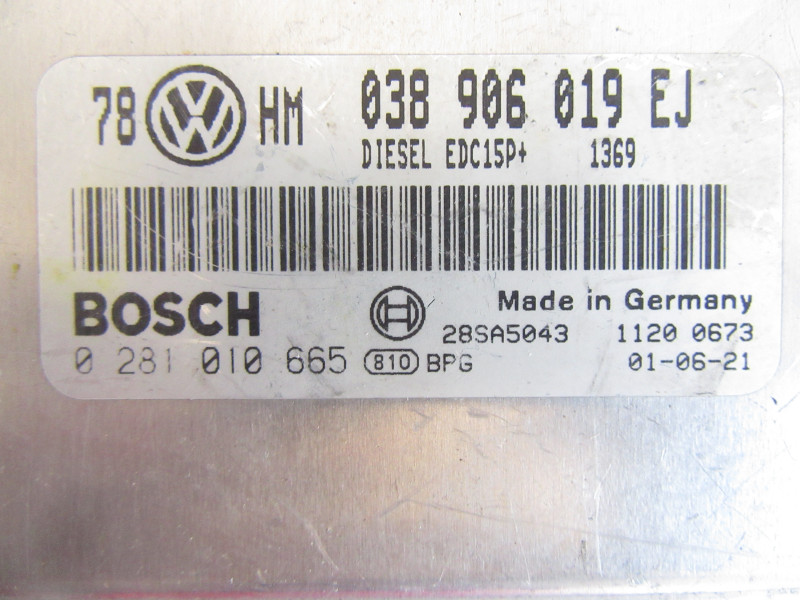 78 VW HM 038 906 019 EJ
DIESEL EDC15P+ 1369
BOSCH Made in Germany
28SA5043 1120 0673
0 281 010 665 810 BPG 01-06-21